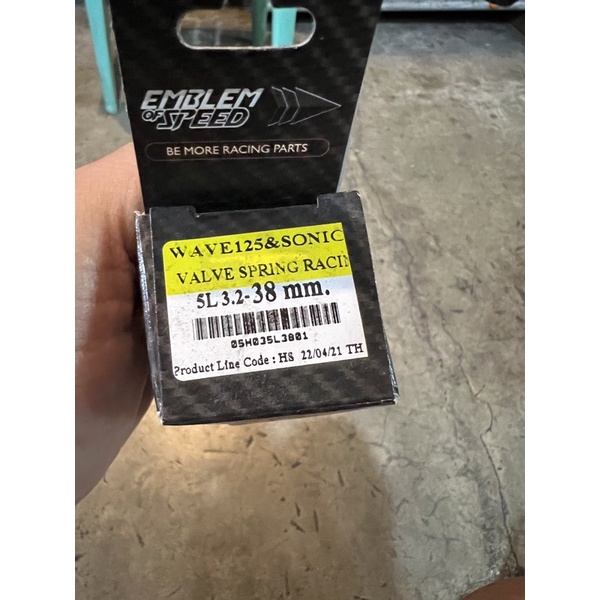 EMBLEM
OF SPEED
BE MORE RACING PARTS
WAVE125&SONIC
VALVE SPRING RACIN
5L 3.2-38 mm.
05H035L3801
Product Line Code : HS 22/04/21 TH